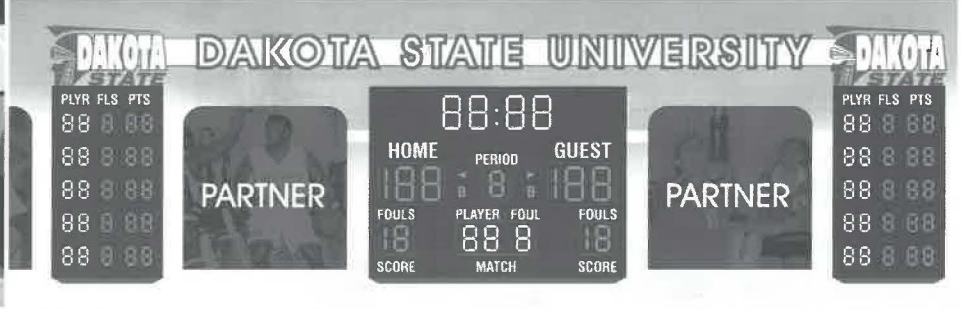 DAKOTA STATE
DAKOTA STATE UNIVERSITY
DAKOTA STATE
PLYR FLS PTS
88 8 88
88 8 88
88 8 88
88 8 88
88 8 88
PARTNER
88:88
HOME PERIOD GUEST
188 8 8 8 188
FOULS PLAYER FOUL FOULS
18 88 8 18
SCORE MATCH SCORE
PARTNER
PLYR FLS PTS
88 8 88
88 8 88
88 8 88
88 8 88
88 8 88